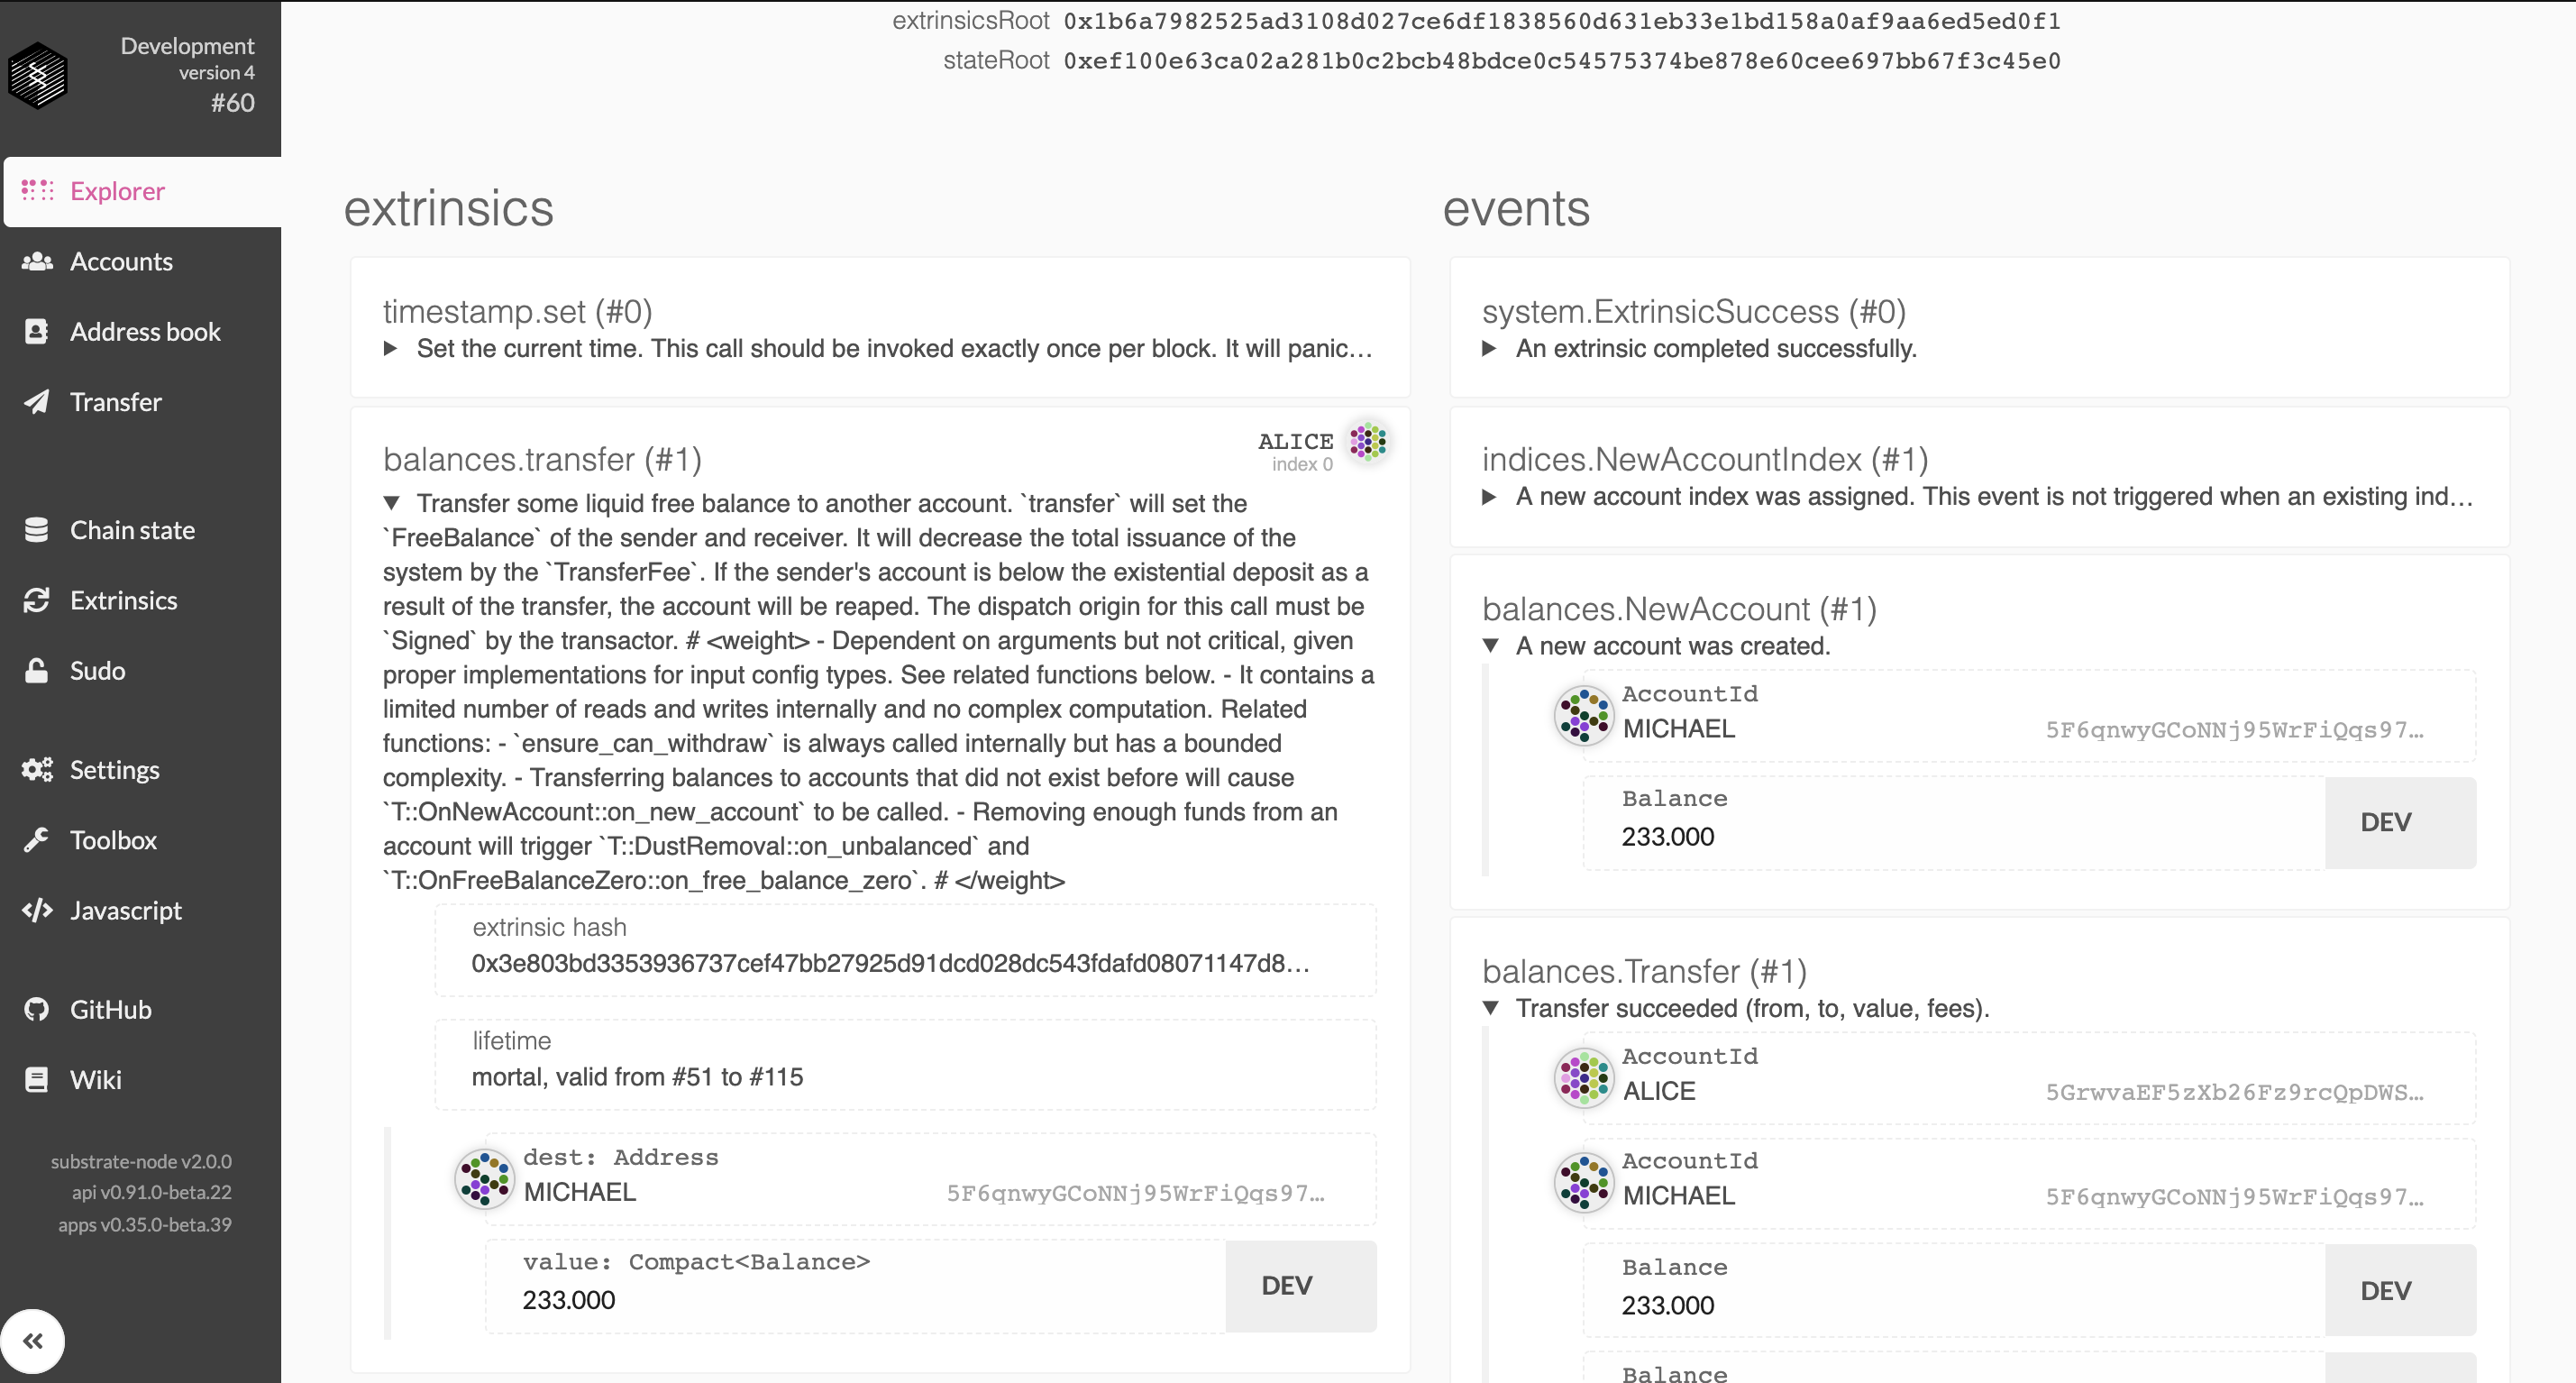 Development
version 4
#60
Explorer
Accounts
Address book
Transfer
Chain state
Extrinsics
Sudo
Settings
Toolbox
Javascript
GitHub
Wiki
substrate-node v2.0.0
api v0.91.0-beta.22
apps v0.35.0-beta.39
extrinsicsRoot 0x1b6a7982525ad3108d027ce6df1838560d631eb33e1bd158a0af9aa6ed5ed0f1
stateRoot 0xef100e63ca02a281b0c2bcb48bdce0c54575374be878e60cee697bb67f3c45e0
extrinsics
timestamp.set (#0)
Set the current time. This call should be invoked exactly once per block. It will panic…
balances.transfer (#1)
ALICE
index 0
Transfer some liquid free balance to another account. `transfer` will set the
`FreeBalance` of the sender and receiver. It will decrease the total issuance of the
system by the `TransferFee`. If the sender's account is below the existential deposit as a
result of the transfer, the account will be reaped. The dispatch origin for this call must be
`Signed` by the transactor. # <weight> - Dependent on arguments but not critical, given
proper implementations for input config types. See related functions below. - It contains a
limited number of reads and writes internally and no complex computation. Related
functions: - `ensure_can_withdraw` is always called internally but has a bounded
complexity. - Transferring balances to accounts that did not exist before will cause
`T::OnNewAccount::on_new_account` to be called. - Removing enough funds from an
account will trigger `T::DustRemoval::on_unbalanced` and
`T::OnFreeBalanceZero::on_free_balance_zero`. # </weight>
extrinsic hash
0x3e803bd3353936737cef47bb27925d91dcd028dc543fdafd08071147d8…
lifetime
mortal, valid from #51 to #115
dest: Address
MICHAEL 5F6qnwyGCoNNj95WrFiQqs97…
value: Compact<Balance>
233.000
DEV
events
system.ExtrinsicSuccess (#0)
An extrinsic completed successfully.
indices.NewAccountIndex (#1)
A new account index was assigned. This event is not triggered when an existing ind…
balances.NewAccount (#1)
A new account was created.
AccountId
MICHAEL 5F6qnwyGCoNNj95WrFiQqs97…
Balance
233.000
DEV
balances.Transfer (#1)
Transfer succeeded (from, to, value, fees).
AccountId
ALICE 5GrwvaEF5zXb26Fz9rcQpDWS…
AccountId
MICHAEL 5F6qnwyGCoNNj95WrFiQqs97…
Balance
233.000
DEV
Balance